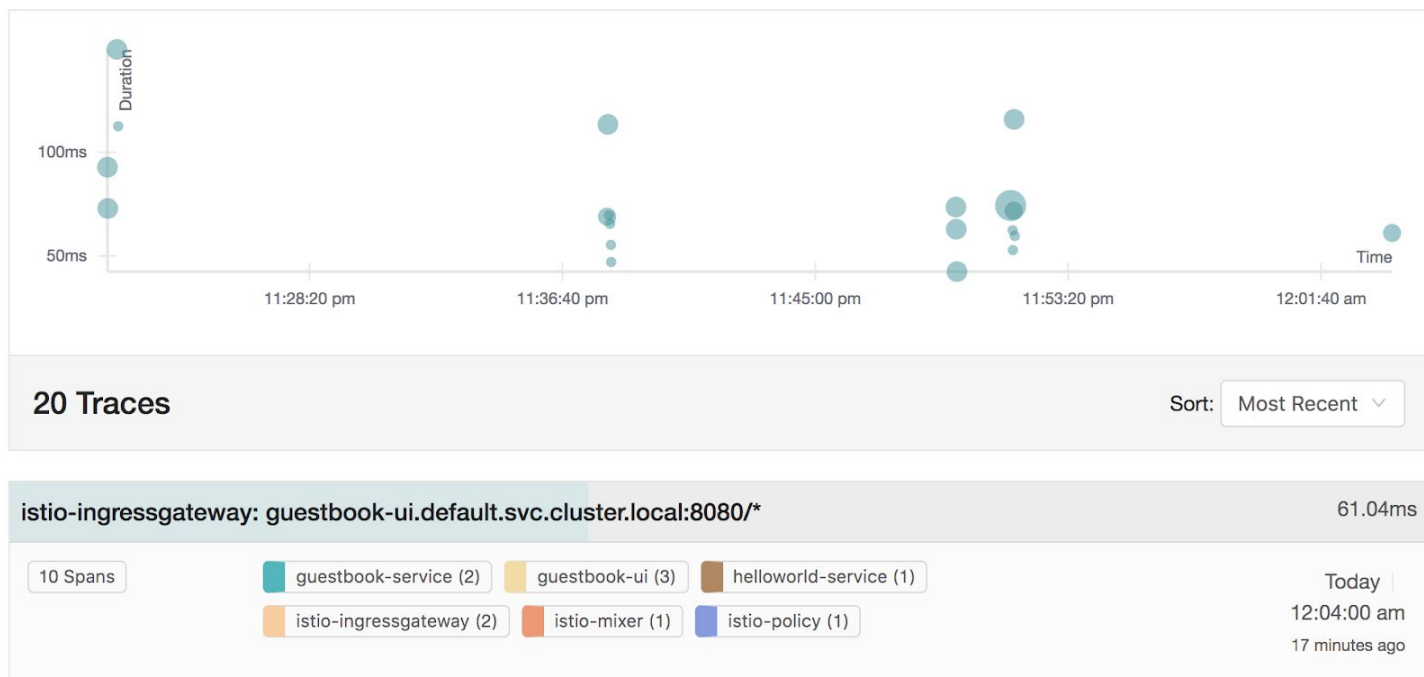 Duration
100ms
50ms
Time
11:28:20 pm
11:36:40 pm
11:45:00 pm
11:53:20 pm
12:01:40 am
20 Traces
Sort: Most Recent
istio-ingressgateway: guestbook-ui.default.svc.cluster.local:8080/*
61.04ms
10 Spans
guestbook-service (2)
guestbook-ui (3)
helloworld-service (1)
istio-ingressgateway (2)
istio-mixer (1)
istio-policy (1)
Today
12:04:00 am
17 minutes ago